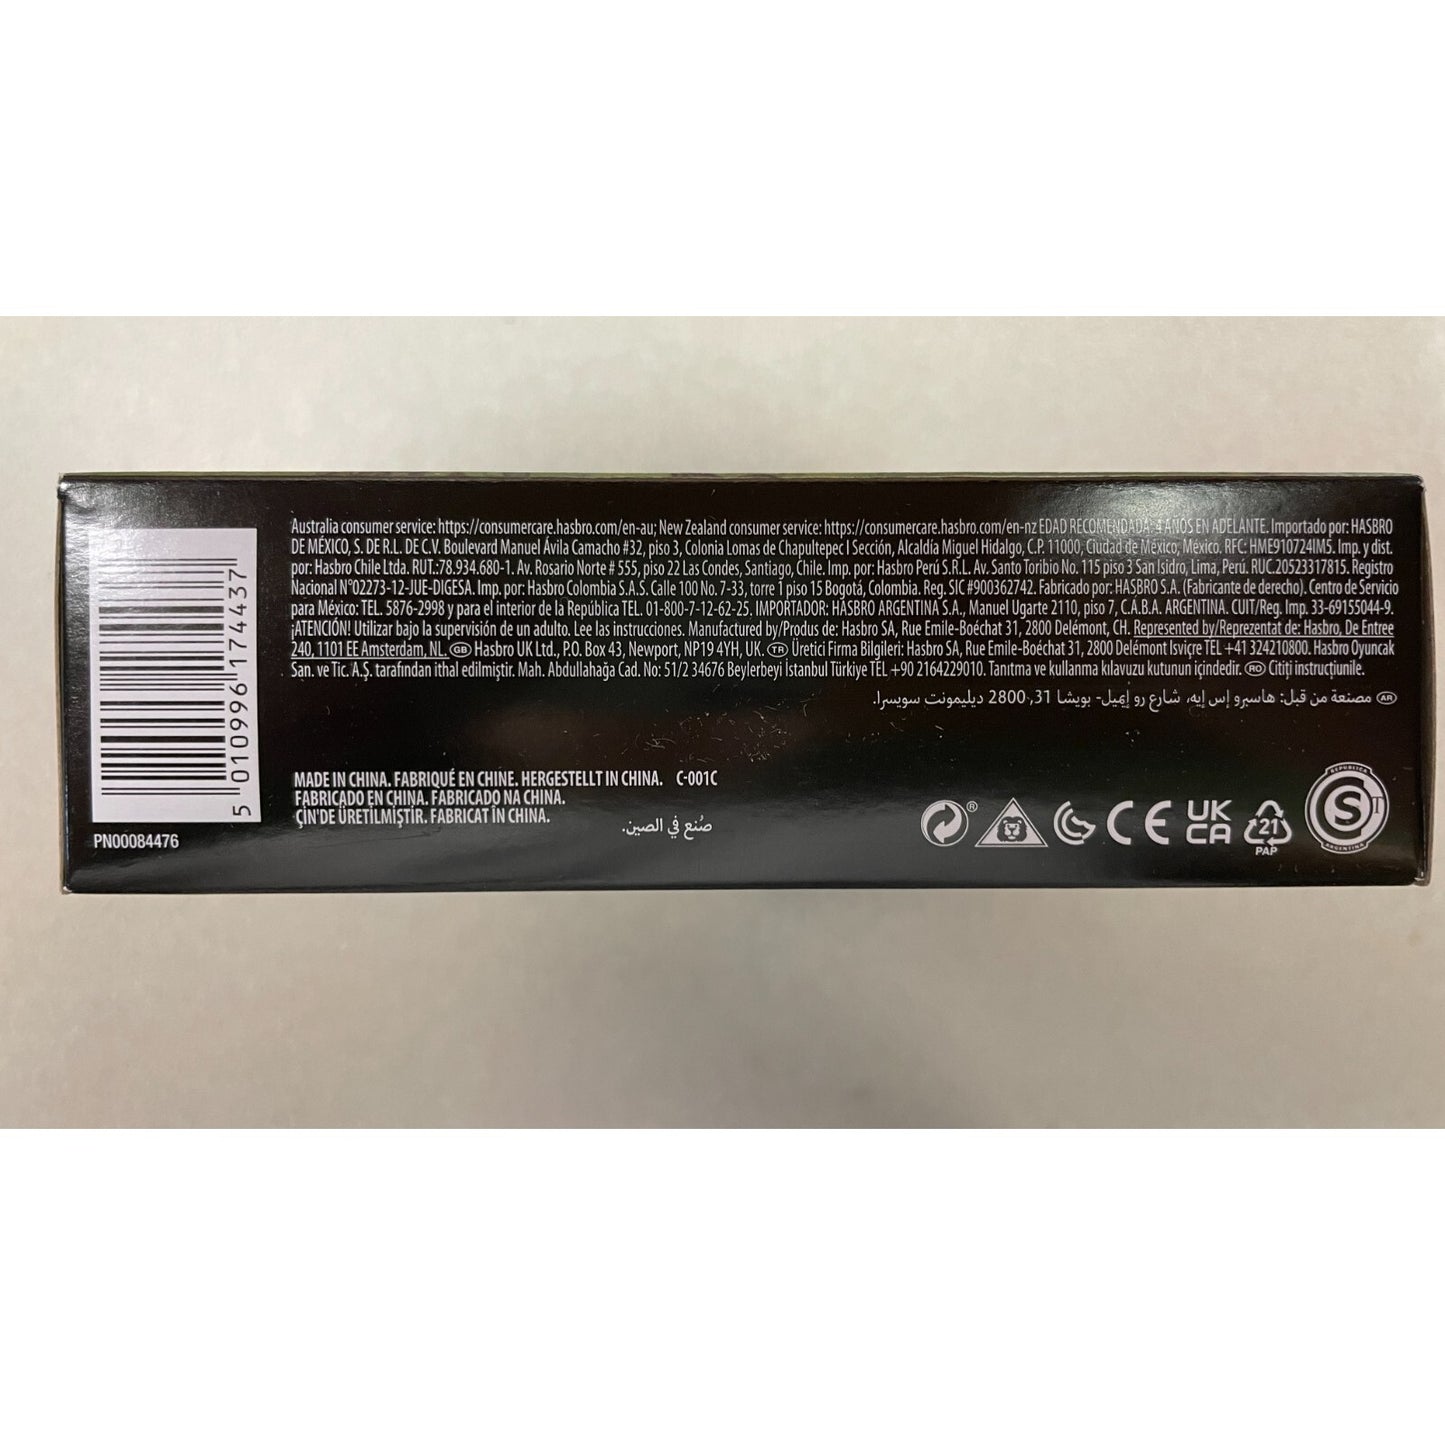 Australia consumer service: https://consumercare.hasbro.com/en-au; New Zealand consumer service: https://consumercare.hasbro.com/en-nz EDAD RECOMENDADA: 4 AÑOS EN ADELANTE. Importado por: HASBRO
DE MÉXICO, S. DE R.L. DE C.V. Boulevard Manuel Ávila Camacho #32, piso 3, Colonia Lomas de Chapultepec I Sección, Alcaldía Miguel Hidalgo, C.P. 11000, Ciudad de México, México. RFC: HME910724IM5. Imp. y dist.
por: Hasbro Chile Ltda. RUT.:78.934.680-1. Av. Rosario Norte # 555, piso 22 Las Condes, Santiago, Chile. Imp. por: Hasbro Perú S.R.L. Av. Santo Toribio No. 115 piso 3 San Isidro, Lima, Perú. RUC.20523317815. Registro
Nacional N°02273-12-JUE-DIGESA. Imp. por: Hasbro Colombia S.A.S. Calle 100 No. 7-33, torre 1 piso 15 Bogotá, Colombia. Reg. SIC #900362742. Fabricado por: HASBRO S.A. (Fabricante de derecho). Centro de Servicio
para México: TEL. 5876-2998 y para el interior de la República TEL. 01-800-7-12-62-25. IMPORTADOR: HASBRO ARGENTINA S.A., Manuel Ugarte 2110, piso 7, C.A.B.A. ARGENTINA. CUIT/Reg. Imp. 33-69155044-9.
¡ATENCIÓN! Utilizar bajo la supervisión de un adulto. Lee las instrucciones. Manufactured by/Produs de: Hasbro SA, Rue Emile-Boéchat 31, 2800 Delémont, CH. Represented by/Reprezentat de: Hasbro, De Entree
240, 1101 EE Amsterdam, NL. GB Hasbro UK Ltd., P.O. Box 43, Newport, NP19 4YH, UK. TR Üretici Firma Bilgileri: Hasbro SA, Rue Emile-Boéchat 31, 2800 Delémont İsviçre TEL +41 324210800. Hasbro Oyuncak
San. ve Tic. A.Ş. tarafından ithal edilmiştir. Mah. Abdullahağa Cad. No: 51/2 34676 Beylerbeyi İstanbul Türkiye TEL +90 2164229010. Tanıtma ve kullanma kılavuzu kutunun içindedir. RO Citiți instrucțiunile.
AR مصنعة من قبل: هاسبرو إس إيه، شارع رو إيميل- بويشا 31, 2800 ديليمونت سويسرا.
5 010996 174437
PN00084476
MADE IN CHINA. FABRIQUÉ EN CHINE. HERGESTELLT IN CHINA. C-001C
FABRICADO EN CHINA. FABRICADO NA CHINA.
ÇİN'DE ÜRETİLMİŞTİR. FABRICAT ÎN CHINA.
صُنع في الصين.
®
CE
UK
CA
21
PAP
REPUBLICA
S T
ARGENTINA